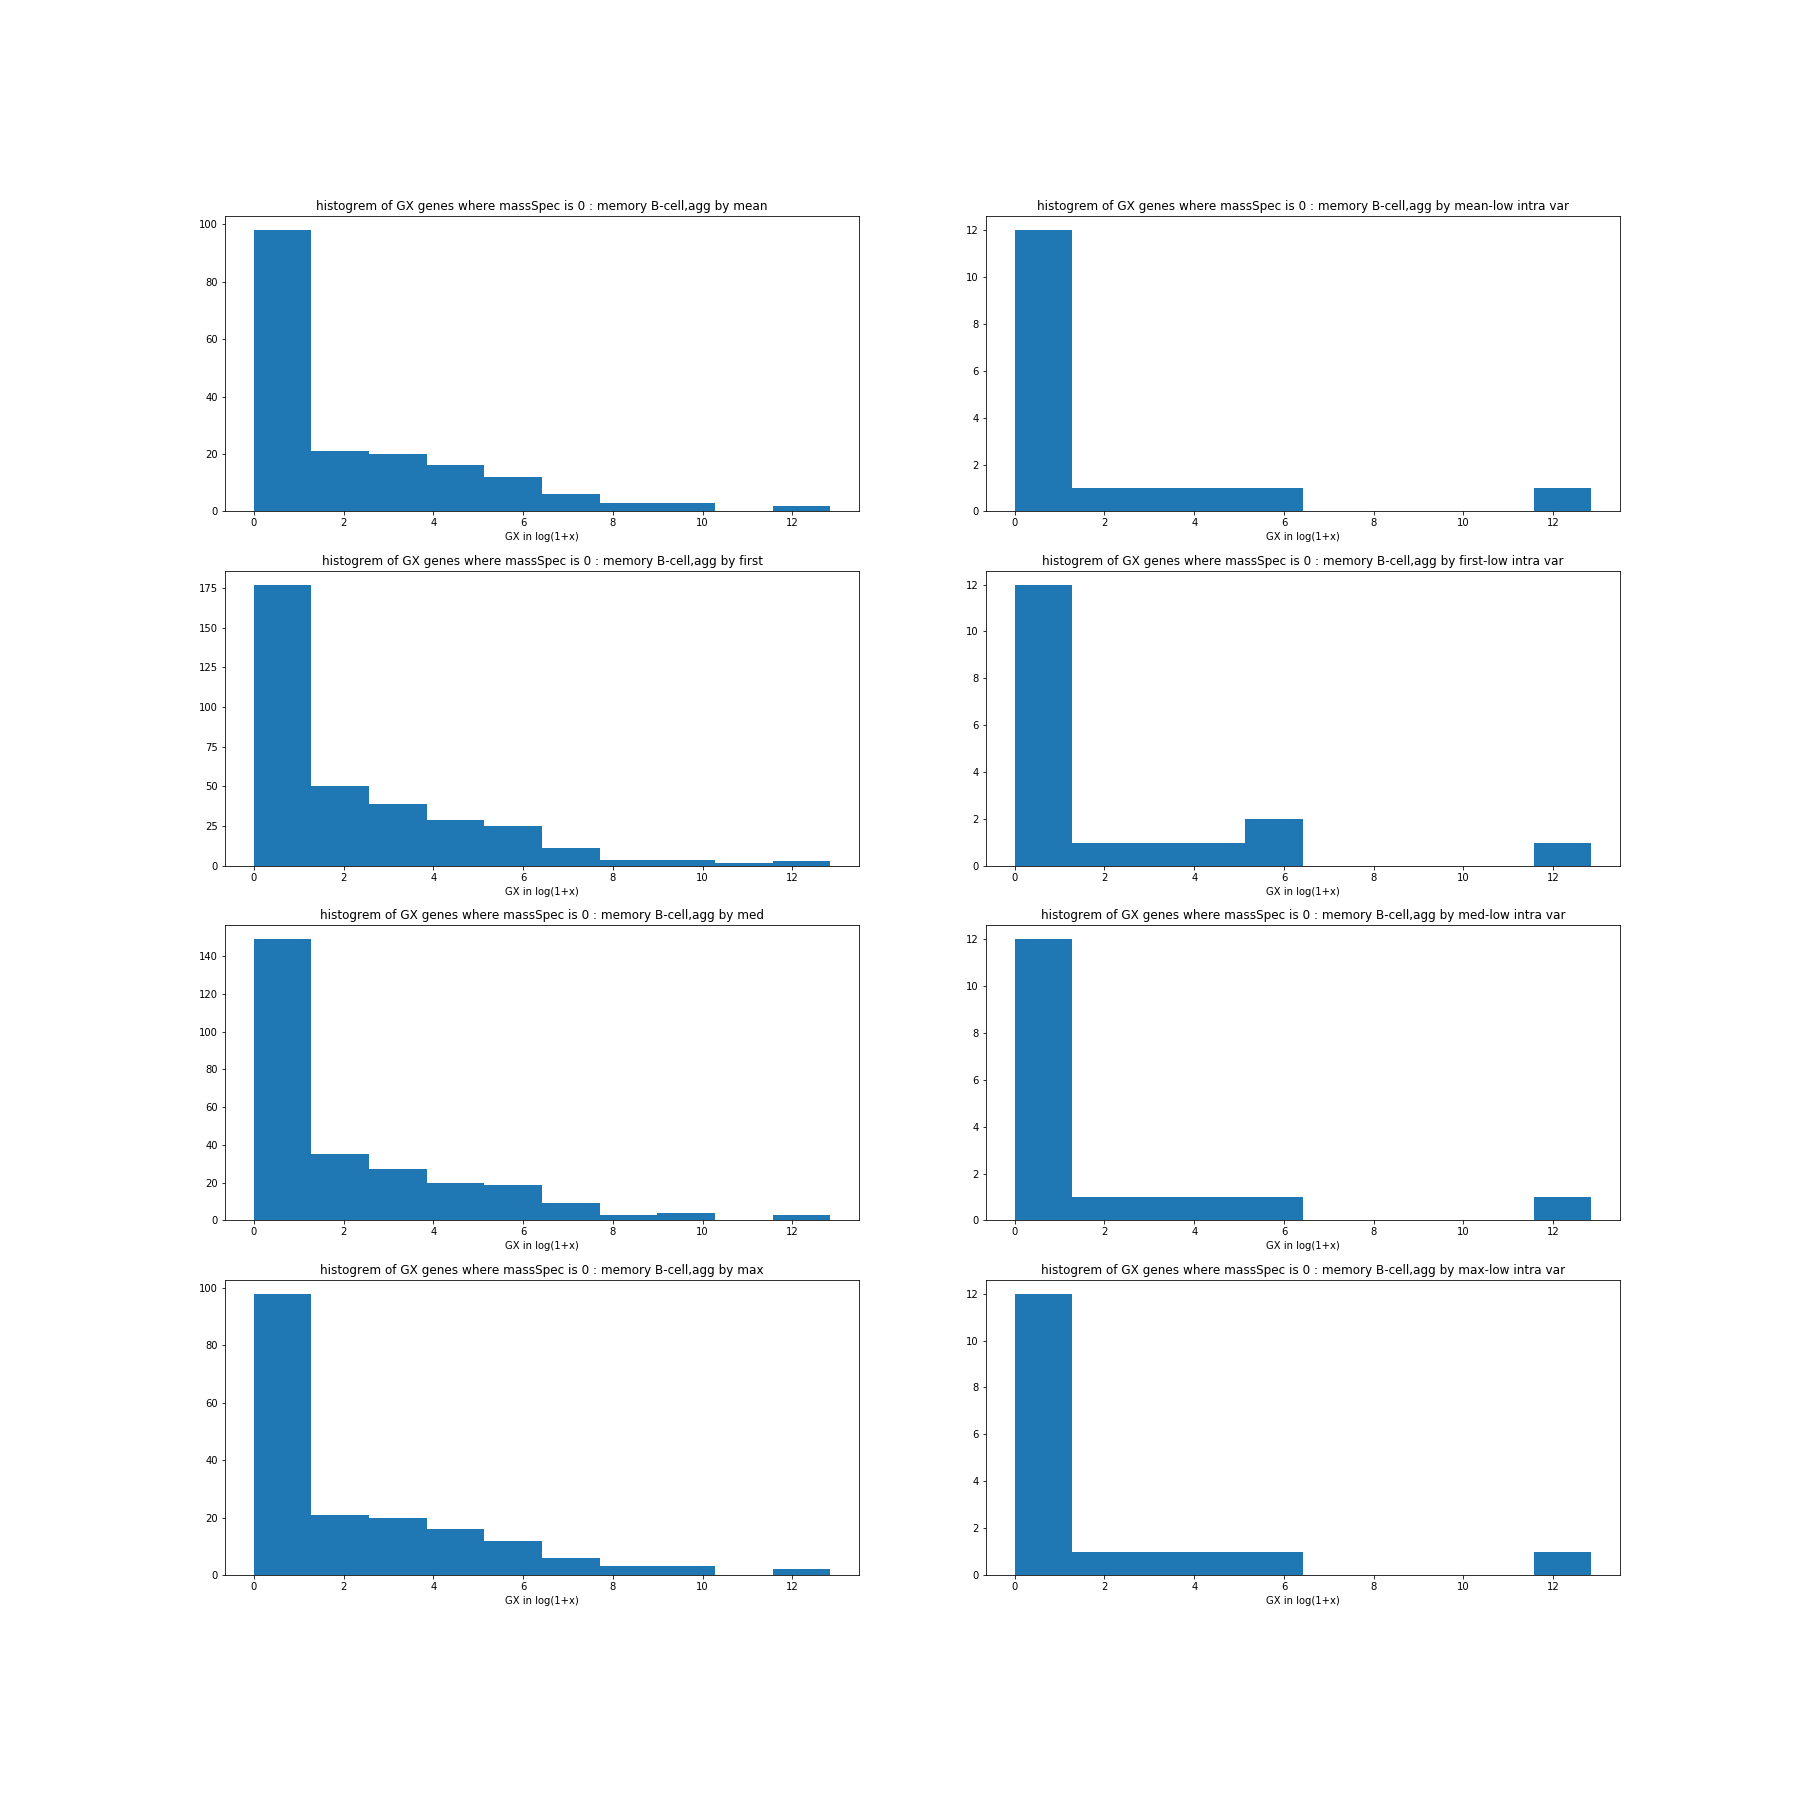 histogrem of GX genes where massSpec is 0 : memory B-cell,agg by mean
100
80
60
40
20
0
0 2 4 6 8 10 12
GX in log(1+x)
histogrem of GX genes where massSpec is 0 : memory B-cell,agg by mean-low intra var
12
10
8
6
4
2
0
0 2 4 6 8 10 12
GX in log(1+x)
histogrem of GX genes where massSpec is 0 : memory B-cell,agg by first
175
150
125
100
75
50
25
0
0 2 4 6 8 10 12
GX in log(1+x)
histogrem of GX genes where massSpec is 0 : memory B-cell,agg by first-low intra var
12
10
8
6
4
2
0
0 2 4 6 8 10 12
GX in log(1+x)
histogrem of GX genes where massSpec is 0 : memory B-cell,agg by med
140
120
100
80
60
40
20
0
0 2 4 6 8 10 12
GX in log(1+x)
histogrem of GX genes where massSpec is 0 : memory B-cell,agg by med-low intra var
12
10
8
6
4
2
0
0 2 4 6 8 10 12
GX in log(1+x)
histogrem of GX genes where massSpec is 0 : memory B-cell,agg by max
100
80
60
40
20
0
0 2 4 6 8 10 12
GX in log(1+x)
histogrem of GX genes where massSpec is 0 : memory B-cell,agg by max-low intra var
12
10
8
6
4
2
0
0 2 4 6 8 10 12
GX in log(1+x)